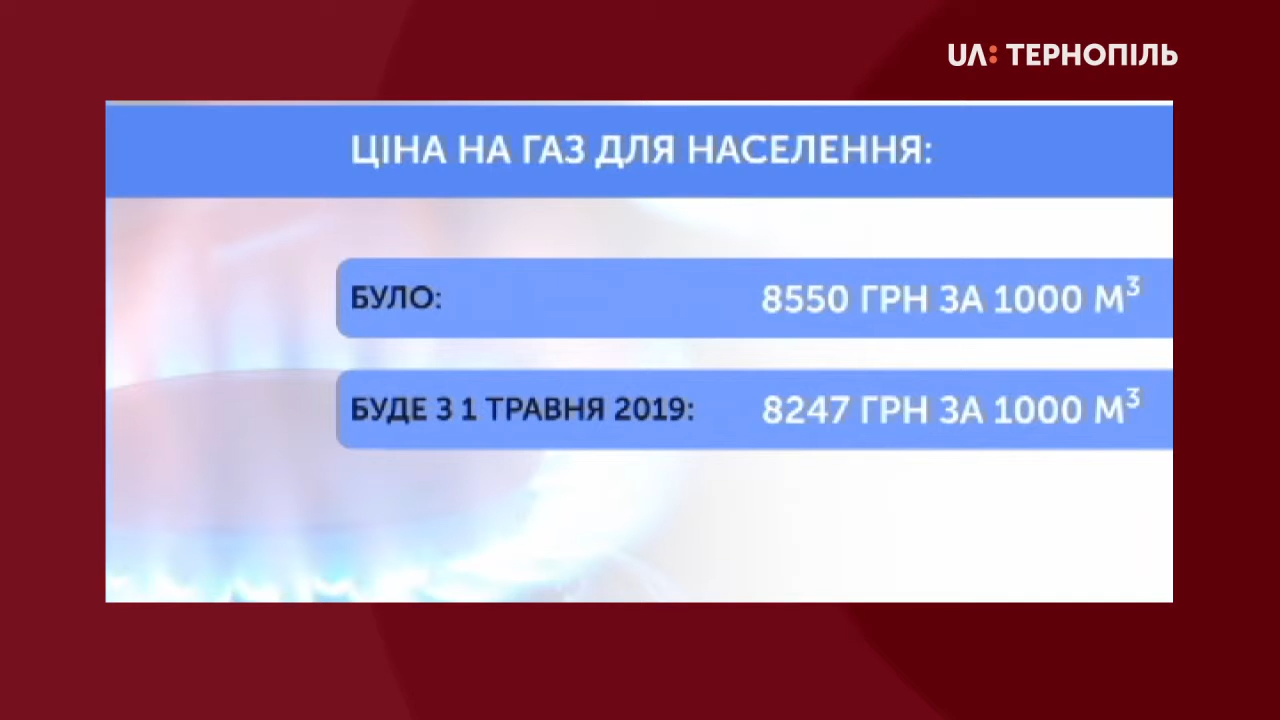 UA: ТЕРНОПІЛЬ
ЦІНА НА ГАЗ ДЛЯ НАСЕЛЕННЯ:
БУЛО: 8550 ГРН ЗА 1000 М³
БУДЕ З 1 ТРАВНЯ 2019: 8247 ГРН ЗА 1000 М³